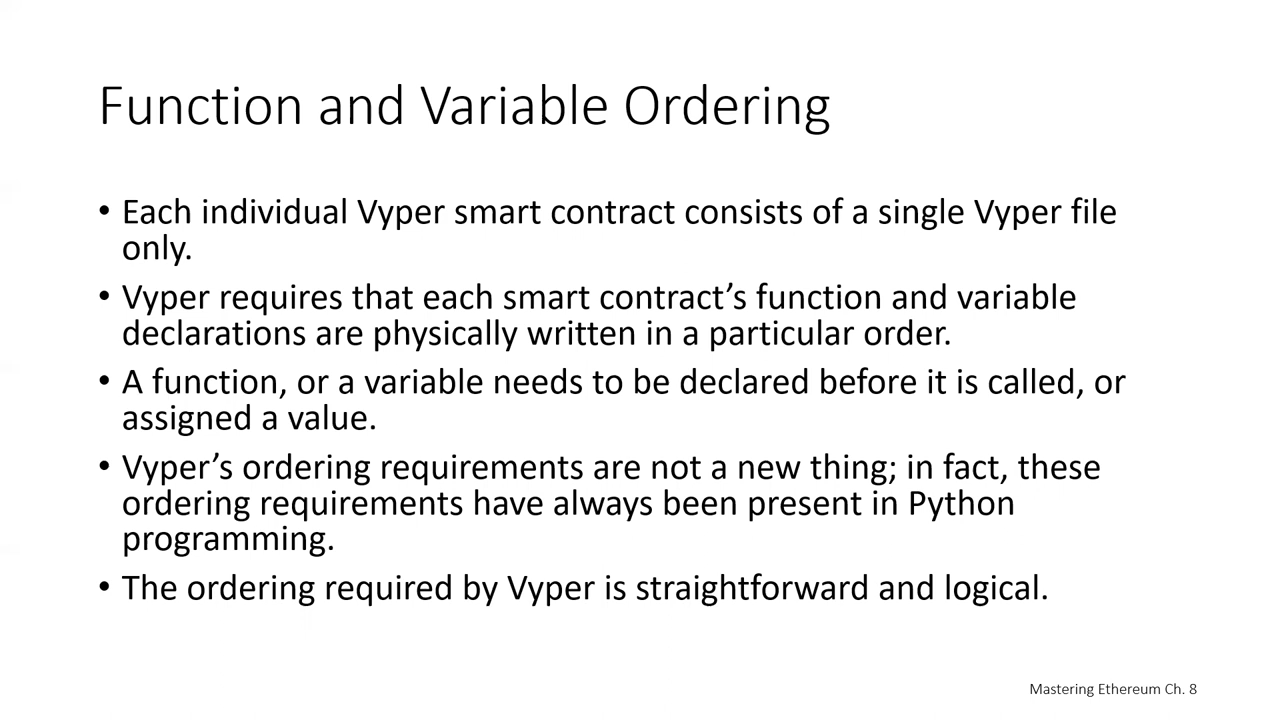 Function and Variable Ordering
• Each individual Vyper smart contract consists of a single Vyper file
only.
• Vyper requires that each smart contract’s function and variable
declarations are physically written in a particular order.
• A function, or a variable needs to be declared before it is called, or
assigned a value.
• Vyper’s ordering requirements are not a new thing; in fact, these
ordering requirements have always been present in Python
programming.
• The ordering required by Vyper is straightforward and logical.
Mastering Ethereum Ch. 8